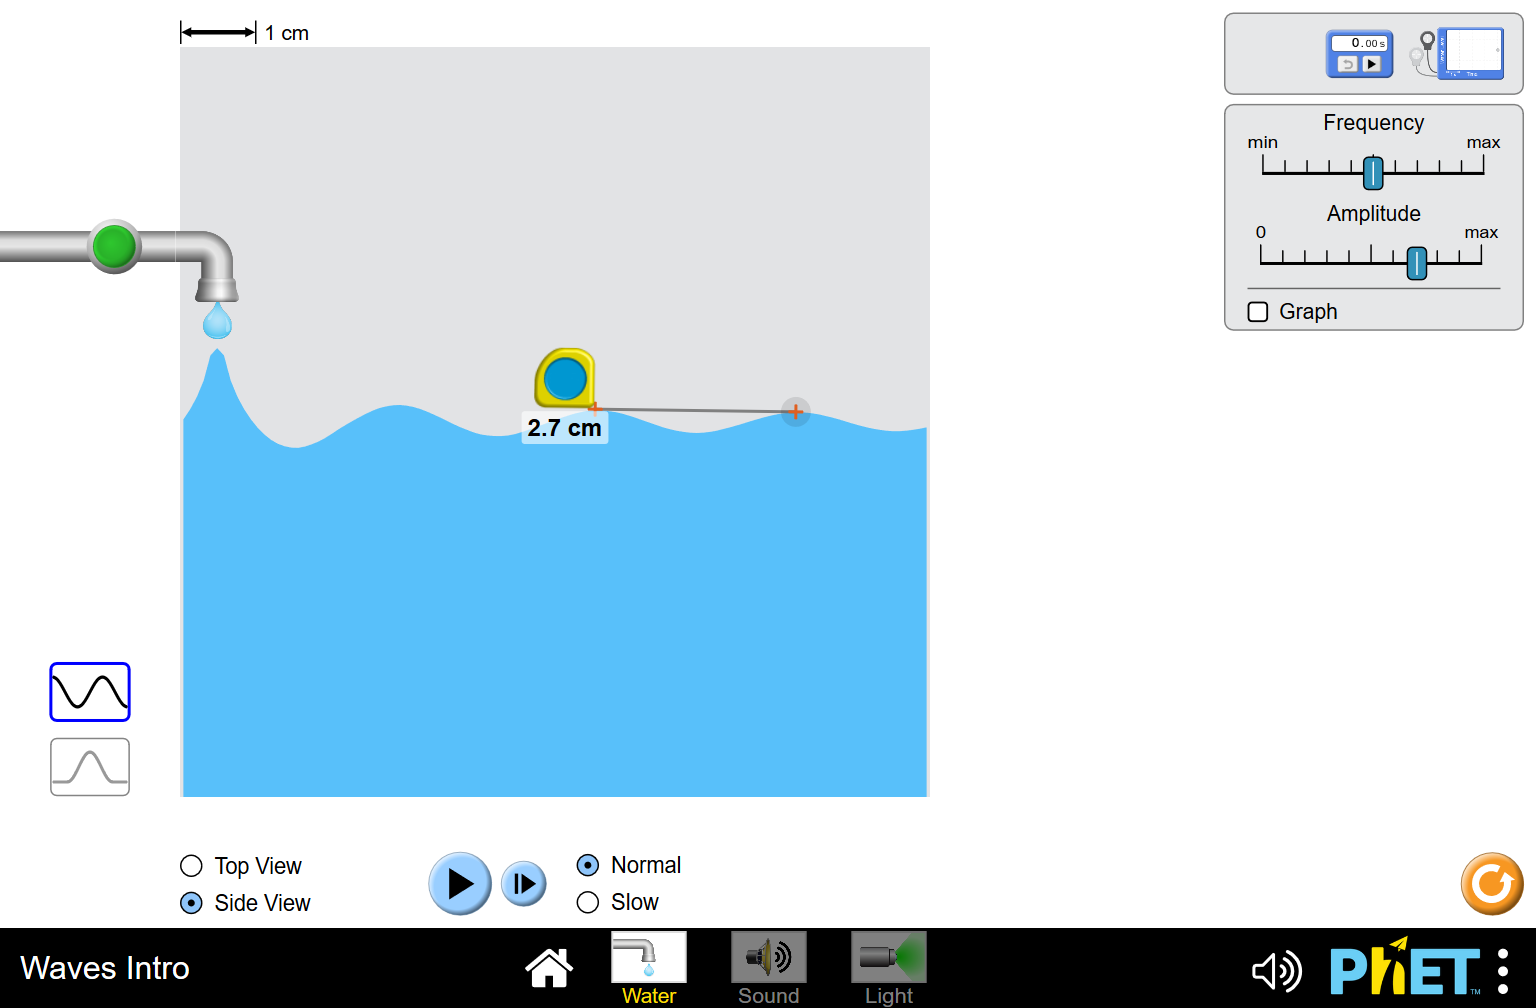 1 cm
0.00 s
Frequency
min
max
Amplitude
0
max
Graph
2.7 cm
Top View
Side View
Normal
Slow
Waves Intro
Water
Sound
Light
PhET
TM